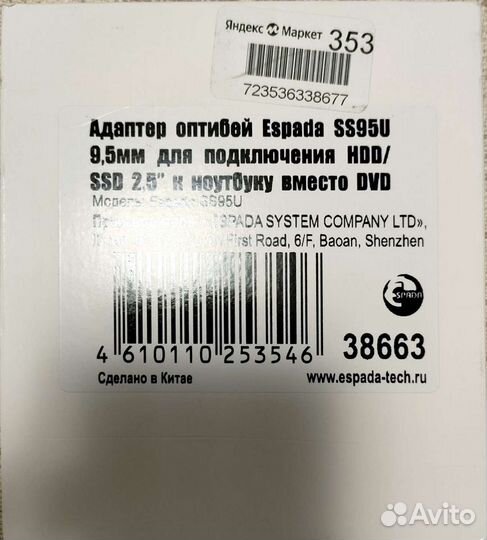 Яндекс Маркет 353
723536338677
Адаптер оптибей Espada SS95U
9,5мм для подключения HDD/
SSD 2,5" к ноутбуку вместо DVD
Модель: Espada SS95U
ESPADA SYSTEM COMPANY LTD»,
First Road, 6/F, Baoan, Shenzhen
ESPADA
4 610110 253546
38663
Сделано в Китае
www.espada-tech.ru
Avito